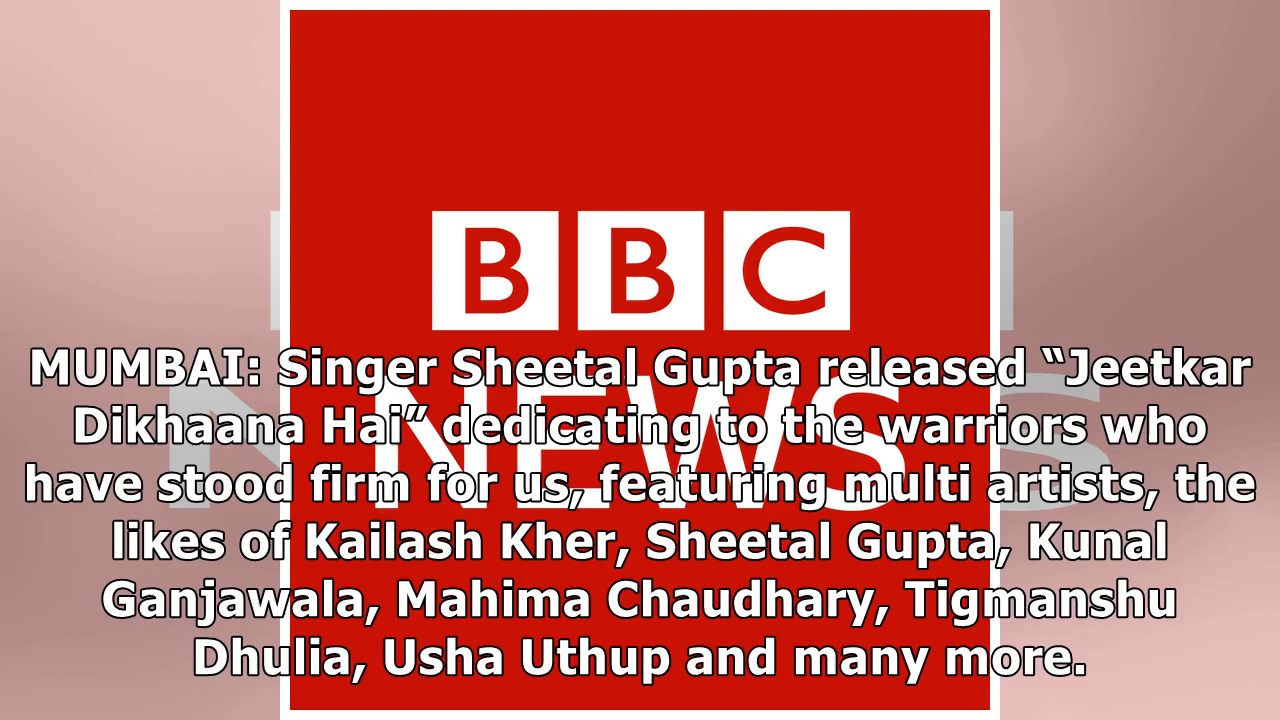 BBC
NEWS
MUMBAI: Singer Sheetal Gupta released “Jeetkar
Dikhaana Hai” dedicating to the warriors who
have stood firm for us, featuring multi artists, the
likes of Kailash Kher, Sheetal Gupta, Kunal
Ganjawala, Mahima Chaudhary, Tigmanshu
Dhulia, Usha Uthup and many more.